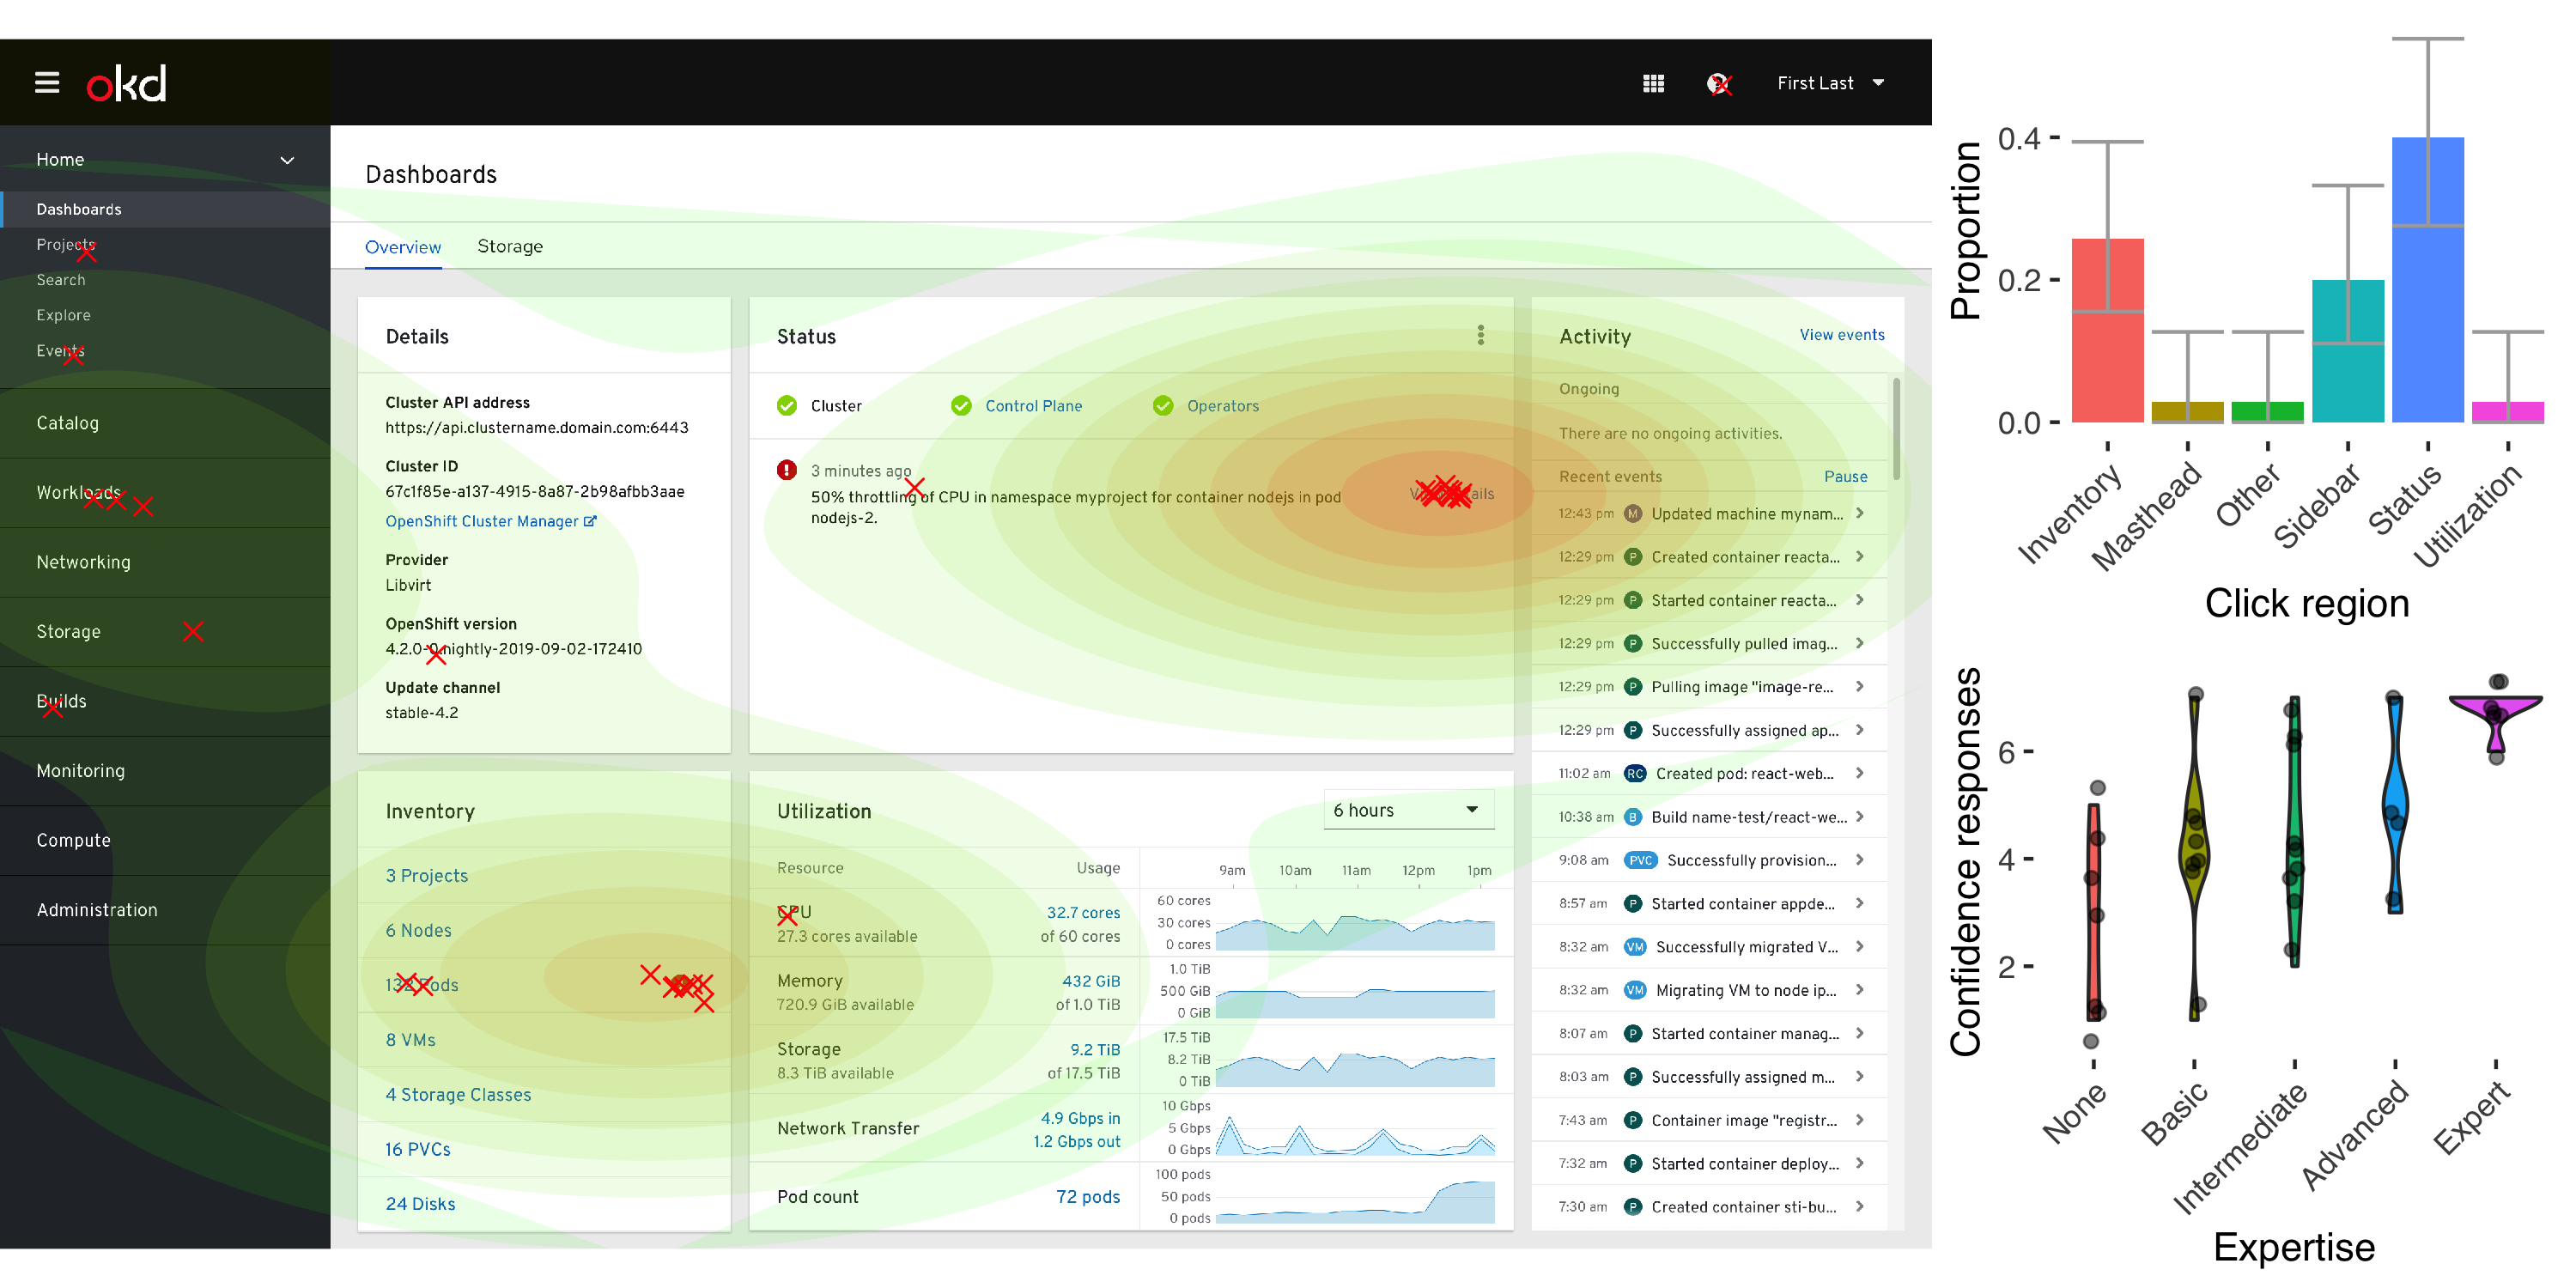 okd
First Last
Home
Dashboards
Projects
Search
Explore
Events
Catalog
Workloads
Networking
Storage
Builds
Monitoring
Compute
Administration
Dashboards
Overview
Storage
Details
Cluster API address
https://api.clustername.domain.com:6443
Cluster ID
67c1f85e-a137-4915-8a87-2b98afbb3aae
OpenShift Cluster Manager
Provider
Libvirt
OpenShift version
4.2.0-0.nightly-2019-09-02-172410
Update channel
stable-4.2
Status
Cluster
Control Plane
Operators
3 minutes ago
50% throttling of CPU in namespace myproject for container nodejs in pod
nodejs-2.
Activity
View events
Ongoing
There are no ongoing activities.
Recent events
Pause
12:43 pm M Updated machine mynam...
12:29 pm P Created container reacta...
12:29 pm P Started container reacta...
12:29 pm P Successfully pulled imag...
12:29 pm P Pulling image "image-re...
12:29 pm P Successfully assigned ap...
11:02 am RC Created pod: react-web...
10:38 am B Build name-test/react-we...
9:08 am PVC Successfully provision...
8:57 am P Started container appde...
8:32 am VM Successfully migrated V...
8:32 am VM Migrating VM to node ip...
8:07 am P Started container manag...
8:03 am P Successfully assigned m...
7:43 am P Container image "registr...
7:32 am P Started container deploy...
7:30 am P Created container sti-bu...
Inventory
3 Projects
6 Nodes
132 Pods
8 VMs
4 Storage Classes
16 PVCs
24 Disks
Utilization
6 hours
Resource
Usage
9am 10am 11am 12pm 1pm
CPU
27.3 cores available
32.7 cores
of 60 cores
60 cores
30 cores
0 cores
Memory
720.9 GiB available
432 GiB
of 1.0 TiB
1.0 TiB
500 GiB
0 GiB
Storage
8.3 TiB available
9.2 TiB
of 17.5 TiB
17.5 TiB
8.2 TiB
0 TiB
Network Transfer
4.9 Gbps in
1.2 Gbps out
10 Gbps
5 Gbps
0 Gbps
Pod count
72 pods
100 pods
50 pods
0 pods
Proportion
0.4
0.2
0.0
Inventory
Masthead
Other
Sidebar
Status
Utilization
Click region
Confidence responses
6
4
2
None
Basic
Intermediate
Advanced
Expert
Expertise